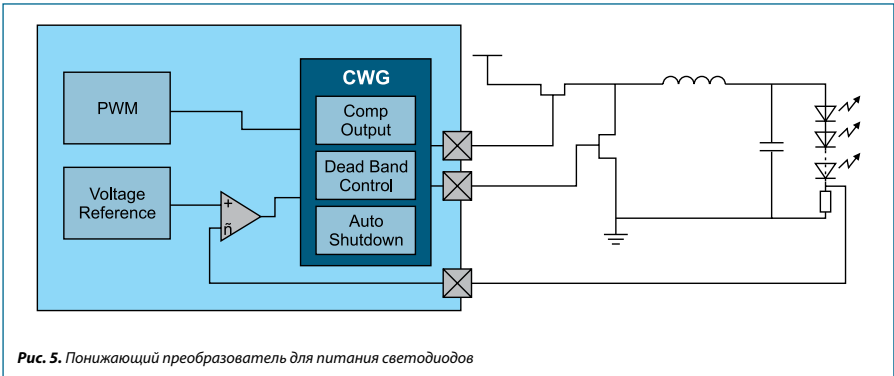 CWG
PWM
Comp
Output
Dead Band
Control
Voltage
Reference
+
ñ
Auto
Shutdown
Рис. 5. Понижающий преобразователь для питания светодиодов